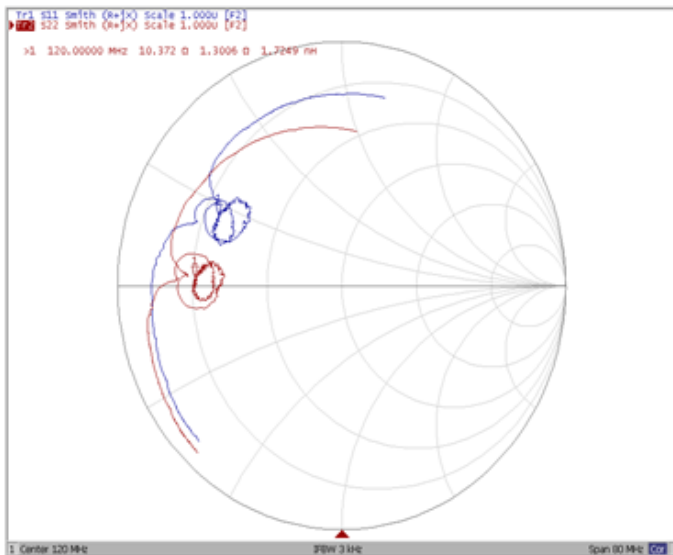 Tr1 S11 Smith (R+jX) Scale 1.000U [F2]
Tr2 S22 Smith (R+jX) Scale 1.000U [F2]
>1 120.00000 MHz 10.372 Ω 1.3006 Ω 1.7249 nH
1 Center 120 MHz IFBW 3 kHz Span 80 MHz Cor